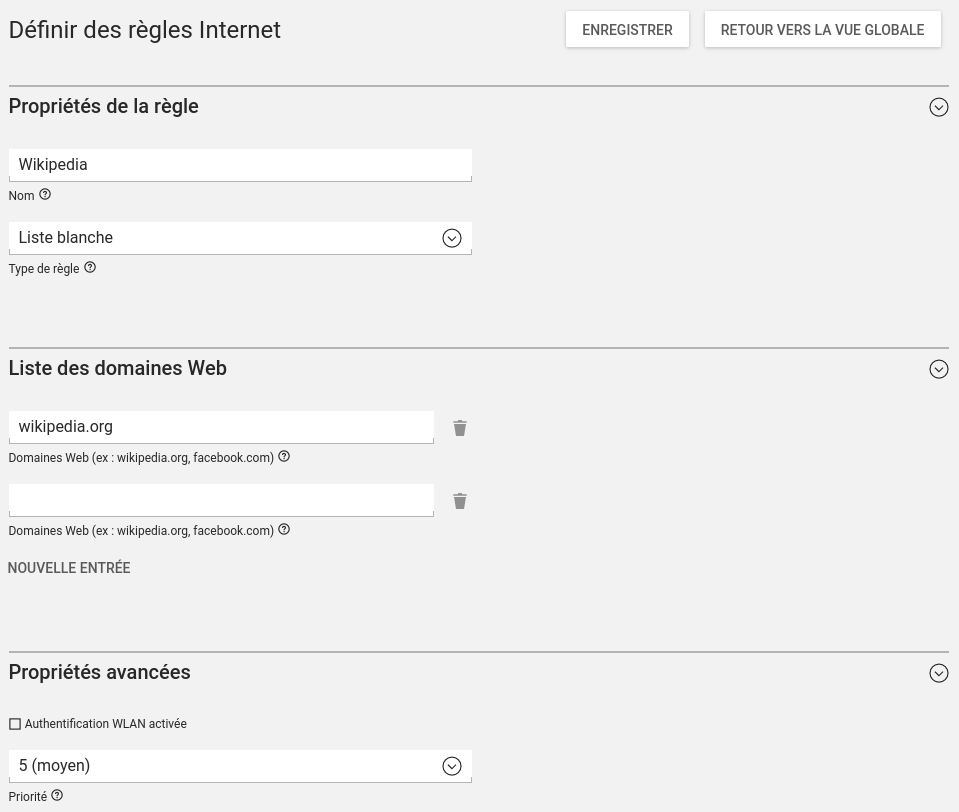 Définir des règles Internet
ENREGISTRER
RETOUR VERS LA VUE GLOBALE
Propriétés de la règle
Wikipedia
Nom
Liste blanche
Type de règle
Liste des domaines Web
wikipedia.org
Domaines Web (ex : wikipedia.org, facebook.com)
Domaines Web (ex : wikipedia.org, facebook.com)
NOUVELLE ENTRÉE
Propriétés avancées
Authentification WLAN activée
5 (moyen)
Priorité